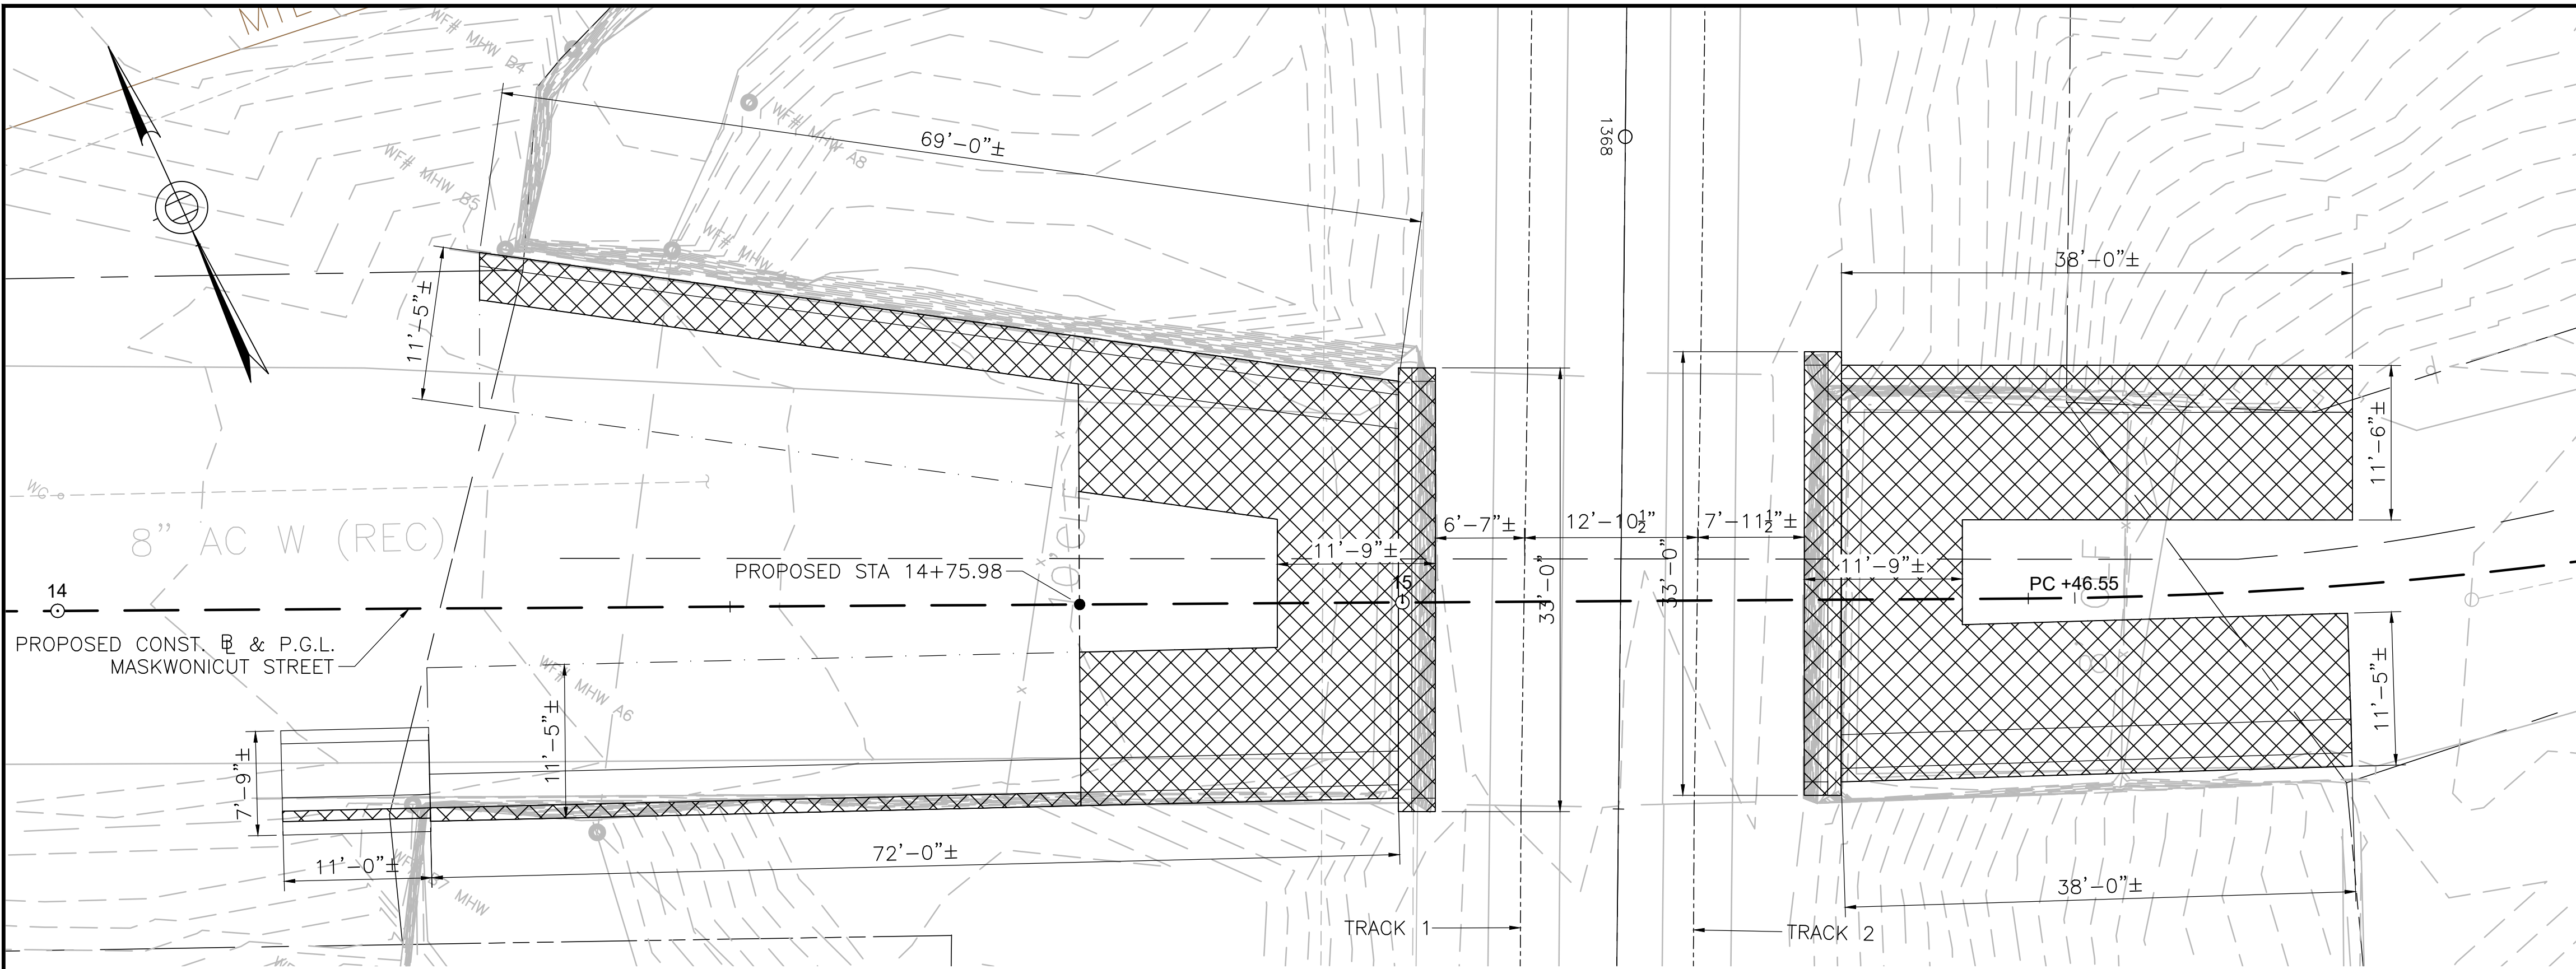 WF# MHW B4
WF# MHW A8
1368
69'-0"±
WF# MHW B5
WF# MHW
38'-0"±
11'-5"±
11'-6"±
WG
8" AC W (REC)
6'-7"±
12'-10½"
7'-11½"±
11'-9"±
11'-9"±
33'-0"
33'-0"
PROPOSED STA 14+75.98
14
15
PC +46.55
PROPOSED CONST. ℄ & P.G.L.
MASKWONICUT STREET
WF# MHW A6
11'-5"±
11'-5"±
7'-9"±
11'-0"±
72'-0"±
38'-0"±
TRACK 1
TRACK 2